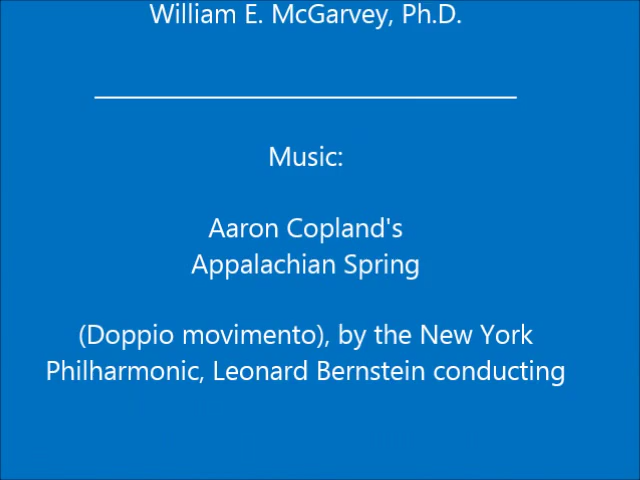 William E. McGarvey, Ph.D.
Music:
Aaron Copland's
Appalachian Spring
(Doppio movimento), by the New York
Philharmonic, Leonard Bernstein conducting